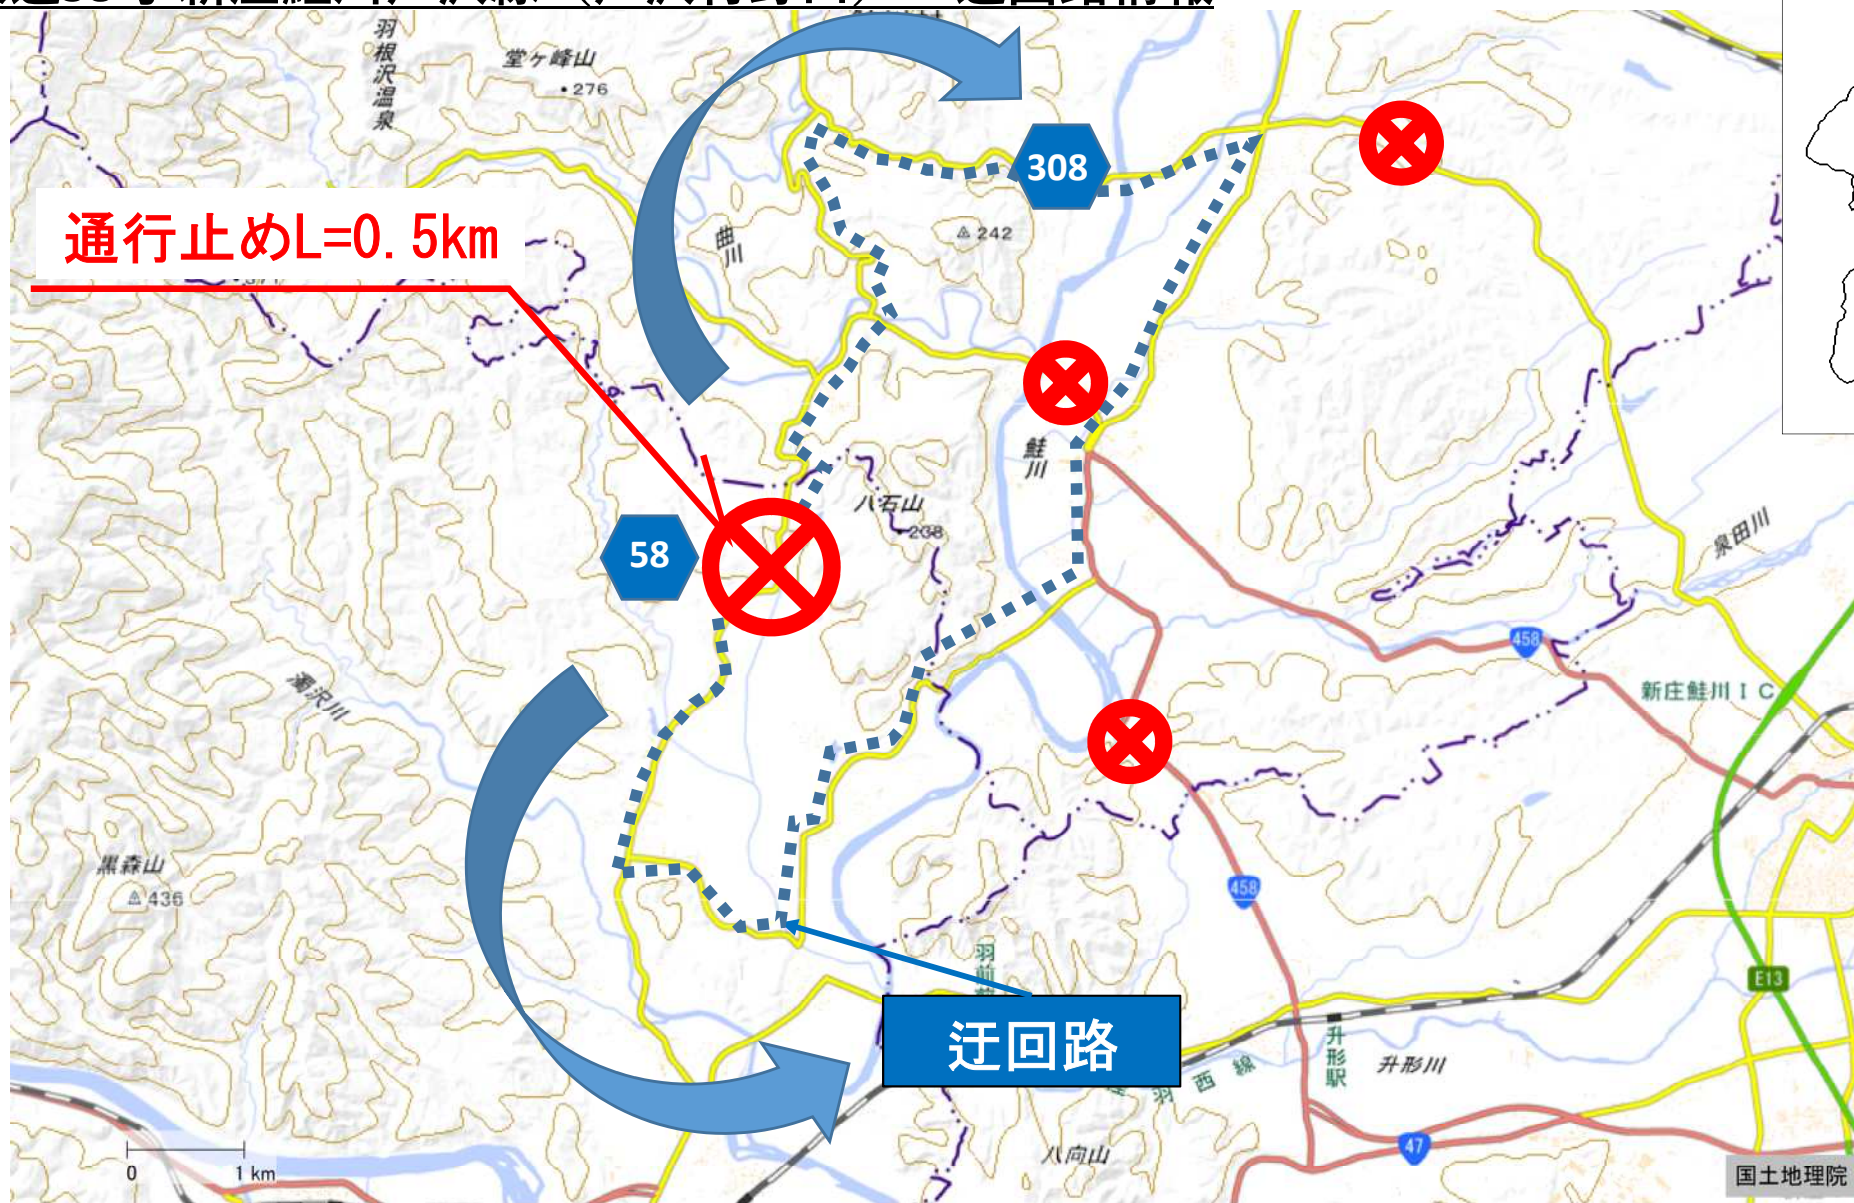 堂ヶ峰山
・276
羽根沢温泉
308
通行止めL=0.5km
曲川
242
鮭川
八石山
238
58
泉田川
458
新庄鮭川IC
濁沢川
黒森山
436
458
羽前前
E13
迂回路
升形駅
升形川
羽西線
47
八向山
0
1 km
国土地理院